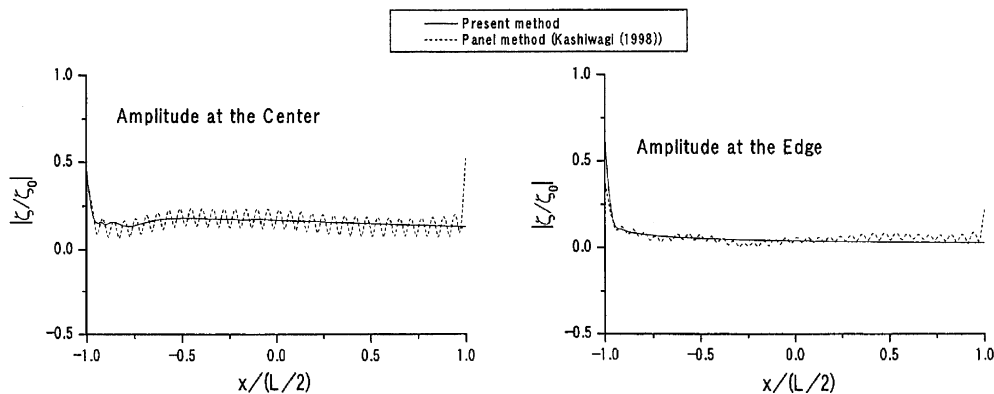 Present method
Panel method (Kashiwagi (1998))
1.0
Amplitude at the Center
0.5
|ζ/ζ₀|
0.0
−0.5
−1.0
−0.5
0.0
0.5
1.0
x/(L/2)
1.0
Amplitude at the Edge
0.5
|ζ/ζ₀|
0.0
−0.5
−1.0
−0.5
0.0
0.5
1.0
x/(L/2)